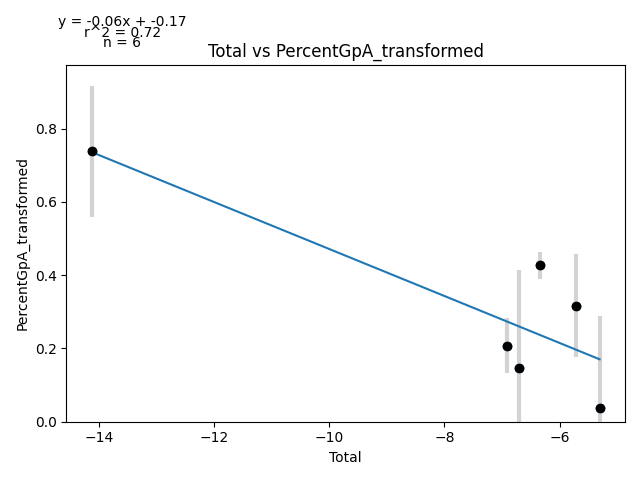 y = -0.06x + -0.17
r^2 = 0.72
n = 6
Total vs PercentGpA_transformed
PercentGpA_transformed
0.8
0.6
0.4
0.2
0.0
−14
−12
−10
−8
−6
Total